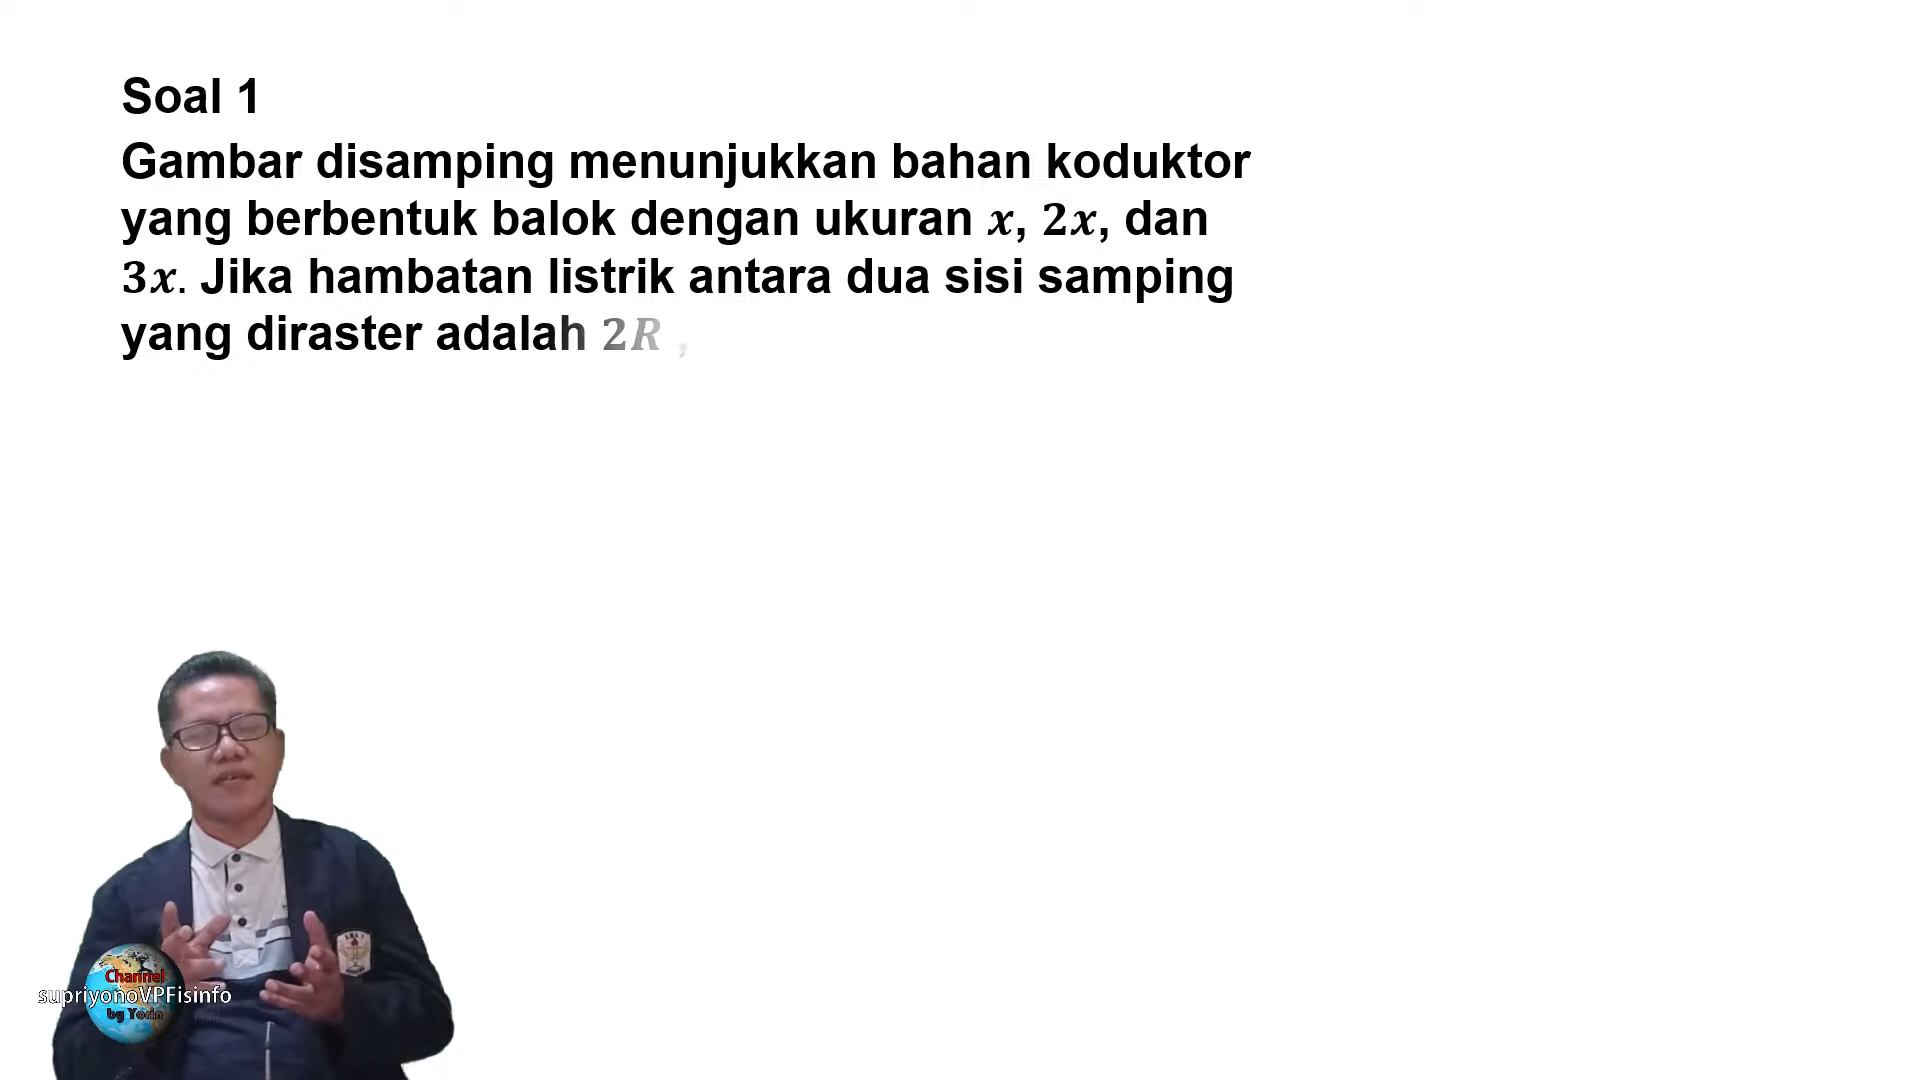 Soal 1
Gambar disamping menunjukkan bahan koduktor
yang berbentuk balok dengan ukuran x, 2x, dan
3x. Jika hambatan listrik antara dua sisi samping
yang diraster adalah 2R ,
Channel
supriyonoVPFisinfo
by Yorin